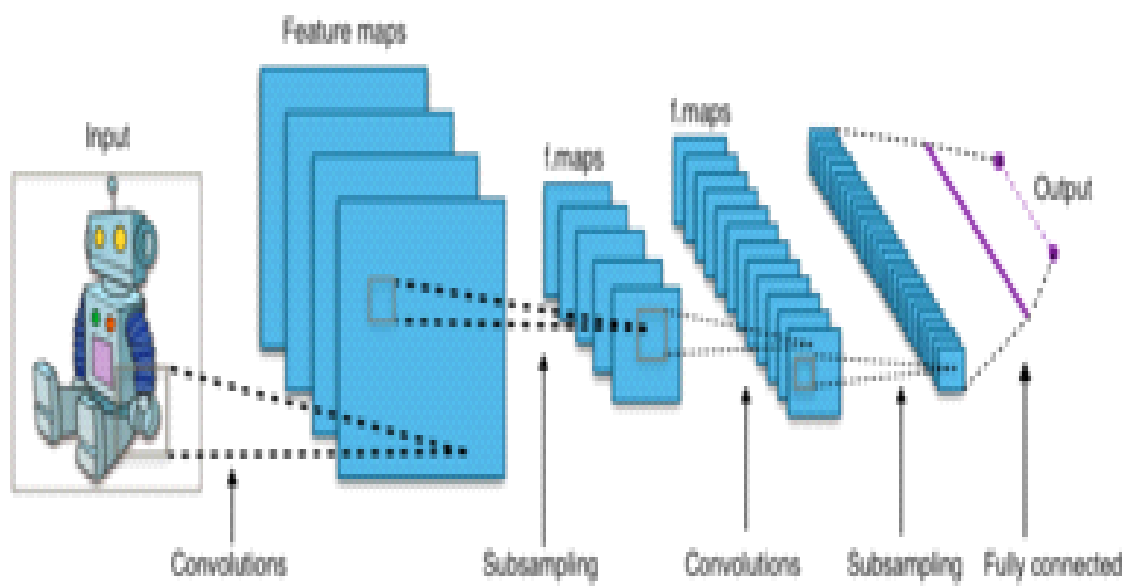 Feature maps
f.maps
Input
f.maps
Output
Convolutions
Subsampling
Convolutions
Subsampling
Fully connected